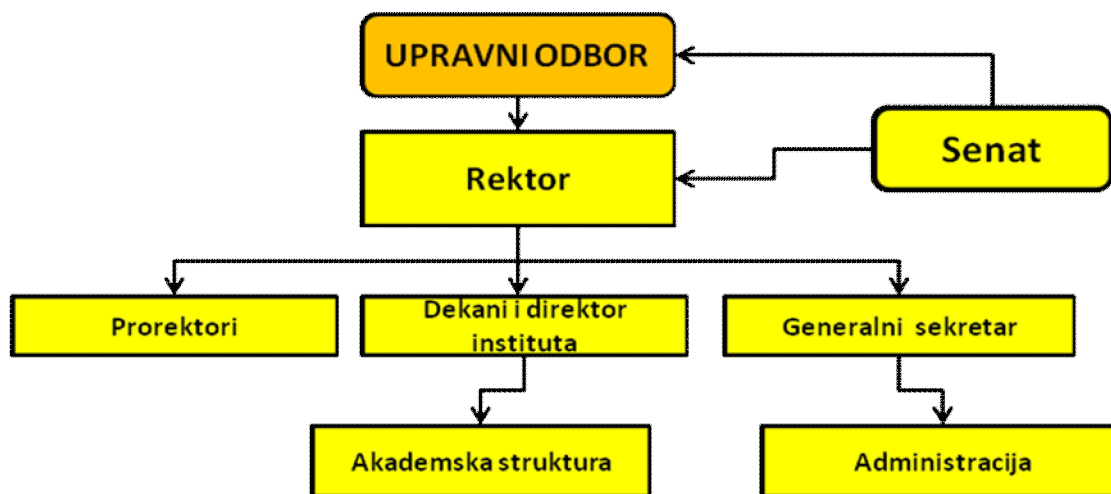 UPRAVNI ODBOR
Senat
Rektor
Prorektori
Dekani i direktor
instituta
Generalni sekretar
Akademska struktura
Administracija